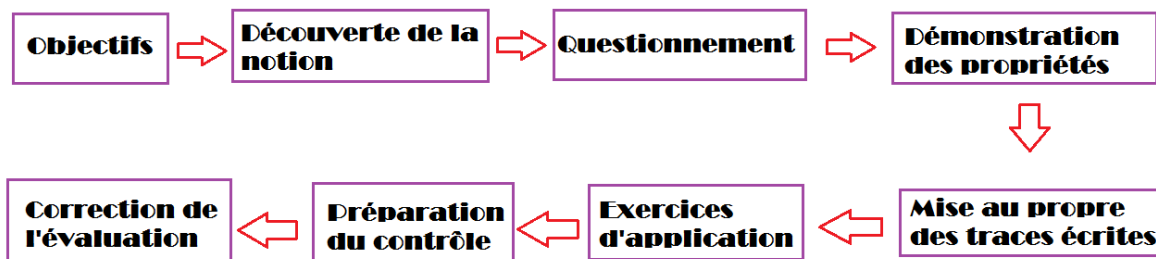 Objectifs
Découverte de la
notion
Questionnement
Démonstration
des propriétés
Mise au propre
des traces écrites
Exercices
d'application
Préparation
du contrôle
Correction de
l'évaluation